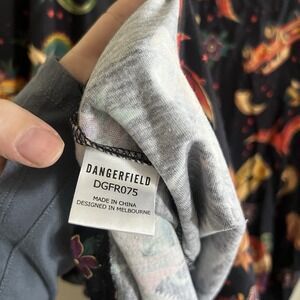 DANGERFIELD
DGFR075
MADE IN CHINA
DESIGNED IN MELBOURNE